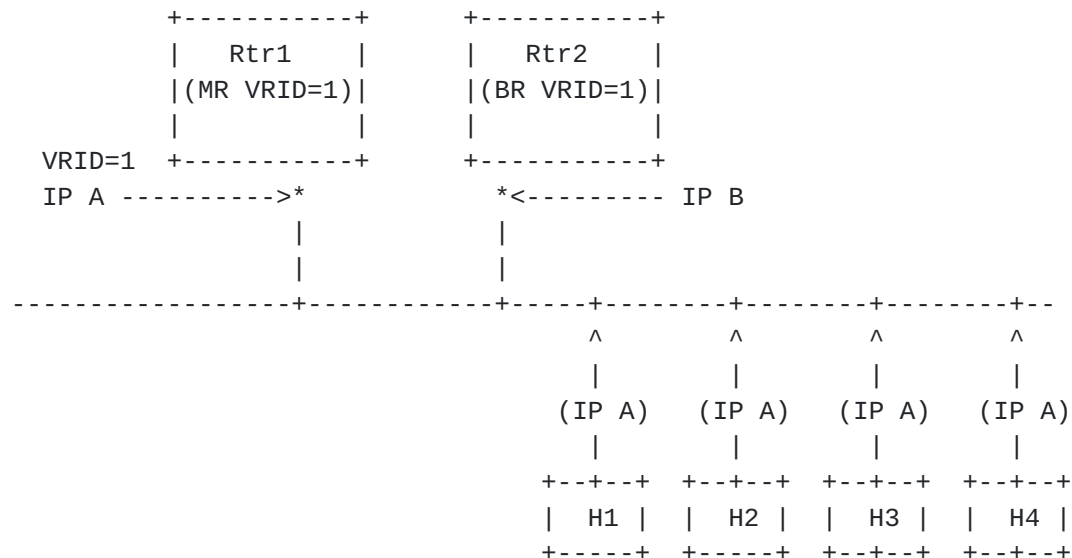 Rtr1 Rtr2
(MR VRID=1) (BR VRID=1)
VRID=1
IP A IP B
(IP A) (IP A) (IP A) (IP A)
H1 H2 H3 H4